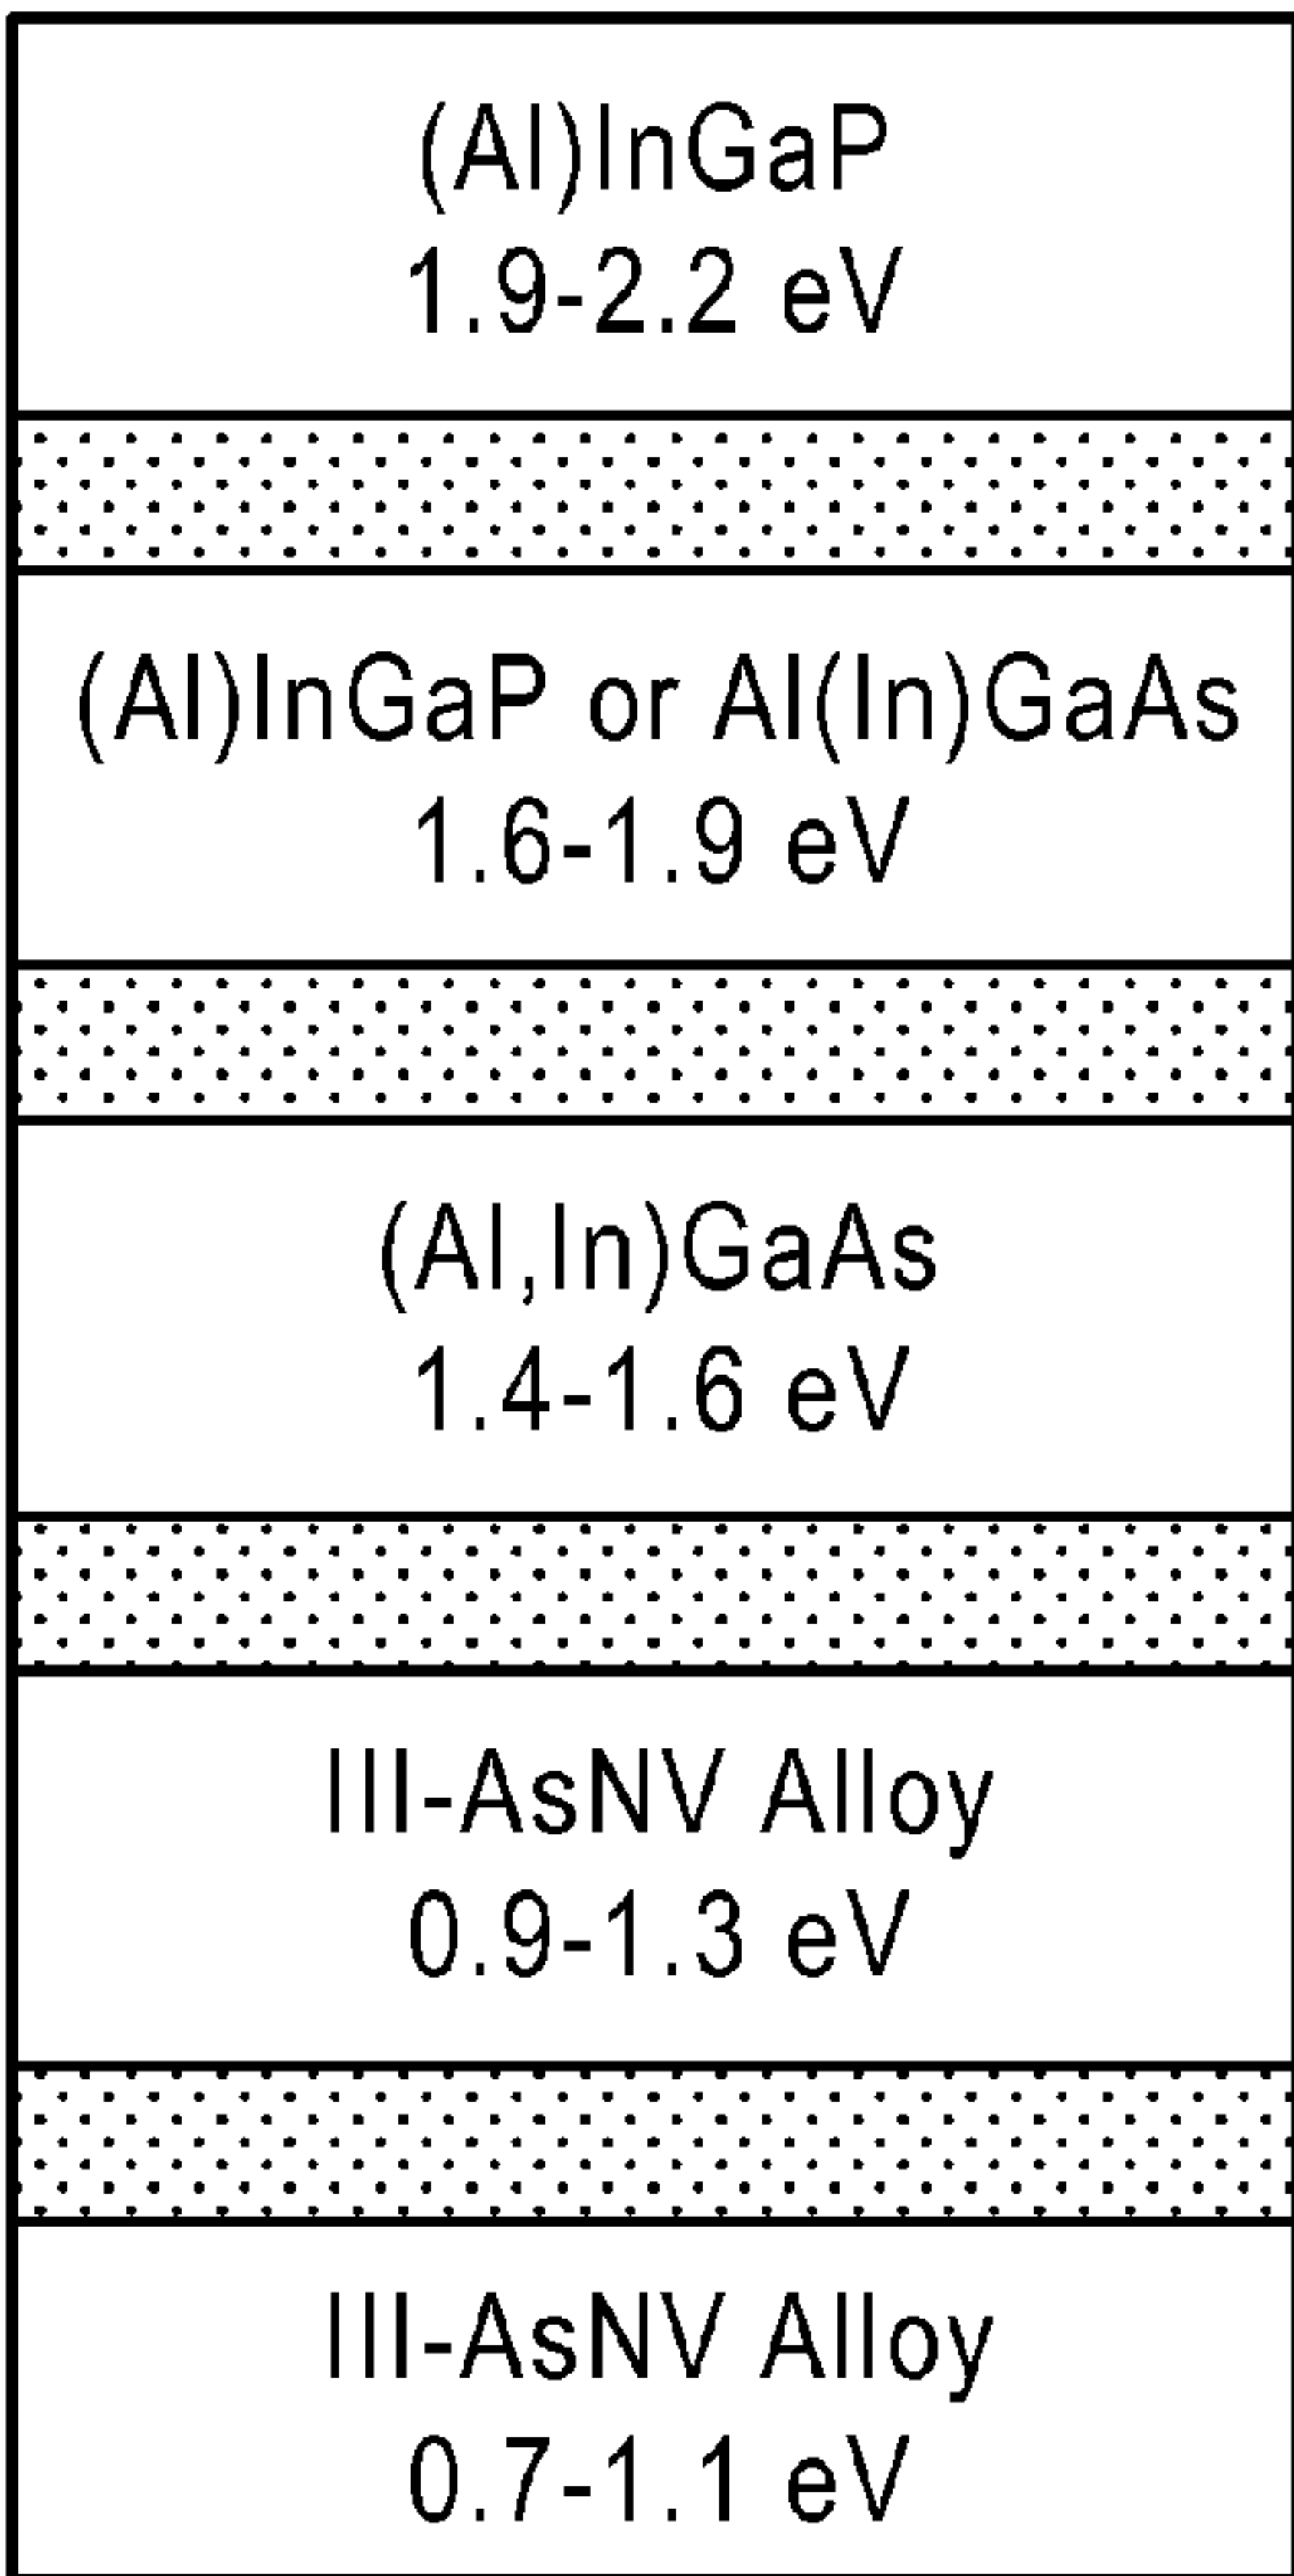 (Al)InGaP
1.9-2.2 eV
(Al)InGaP or Al(In)GaAs
1.6-1.9 eV
(Al,In)GaAs
1.4-1.6 eV
III-AsNV Alloy
0.9-1.3 eV
III-AsNV Alloy
0.7-1.1 eV